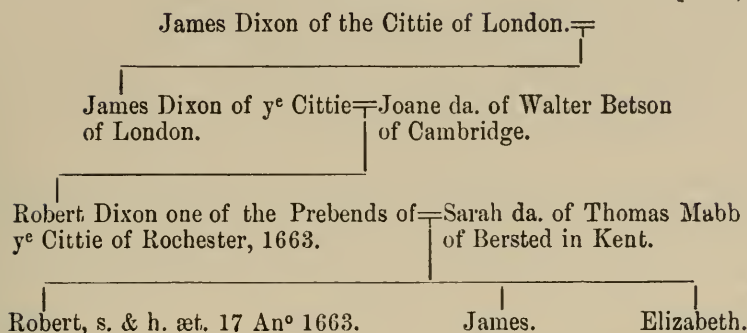 James Dixon of the Cittie of London.
James Dixon of yᵉ Cittie
of London.
Joane da. of Walter Betson
of Cambridge.
Robert Dixon one of the Prebends of
yᵉ Cittie of Rochester, 1663.
Sarah da. of Thomas Mabb
of Bersted in Kent.
Robert, s. & h. æt. 17 Anᵒ 1663.
James.
Elizabeth.